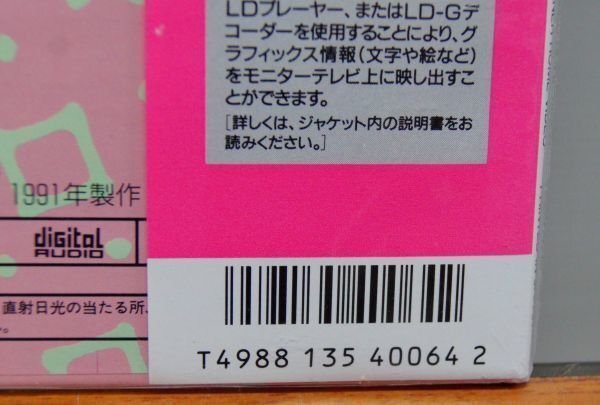 LDプレーヤー、またはLD-Gデ
コーダーを使用することにより、グ
ラフィックス情報（文字や絵など）
をモニターテレビ上に映し出すこ
とができます。
[詳しくは、ジャケット内の説明書をお
読みください。]
1991年製作
digital
AUDIO
直射日光の当たる所、
T4988 135 40064 2